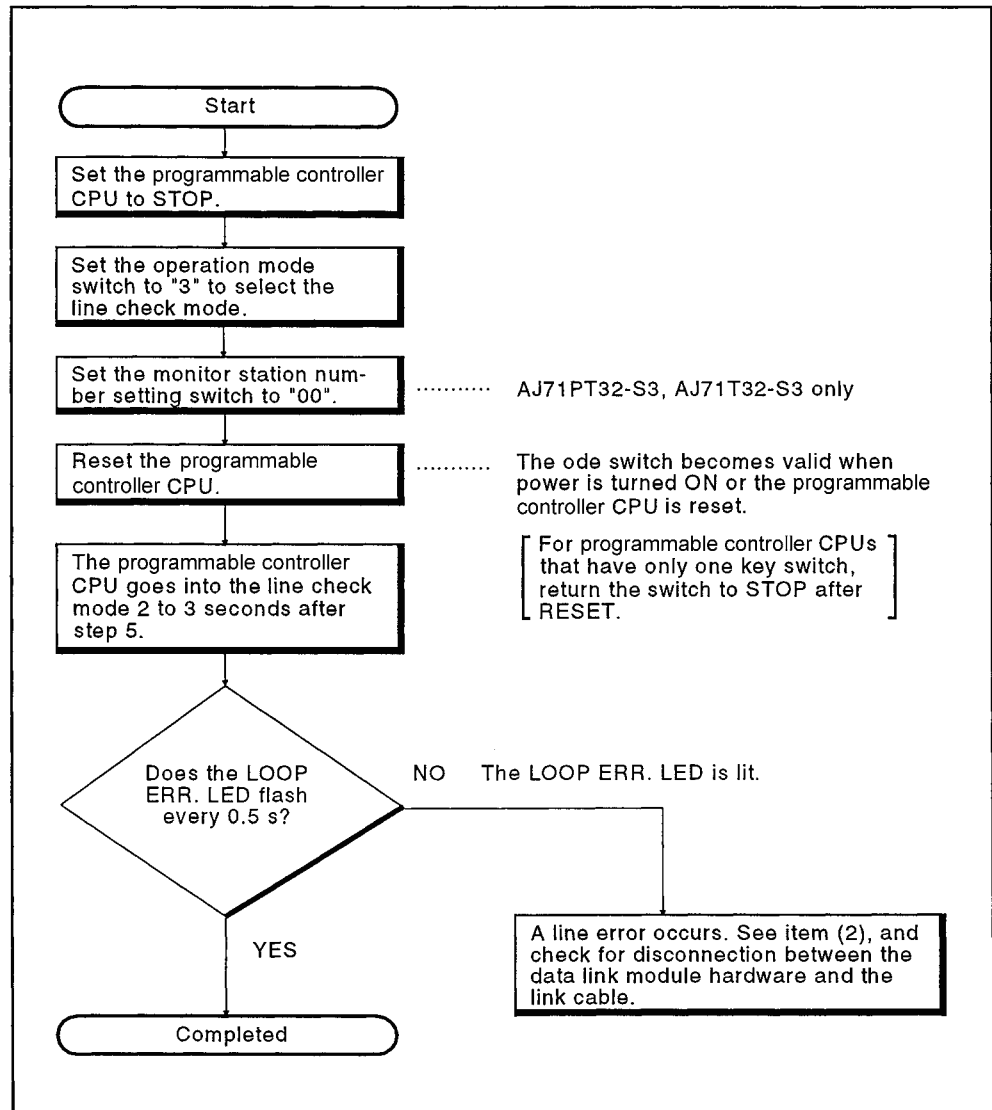 Start
Set the programmable controller
CPU to STOP.
Set the operation mode
switch to "3" to select the
line check mode.
Set the monitor station num-
ber setting switch to "00".
........... AJ71PT32-S3, AJ71T32-S3 only
Reset the programmable
controller CPU.
............ The ode switch becomes valid when
power is turned ON or the programmable
controller CPU is reset.
[ For programmable controller CPUs
that have only one key switch,
return the switch to STOP after
RESET. ]
The programmable controller
CPU goes into the line check
mode 2 to 3 seconds after
step 5.
Does the LOOP
ERR. LED flash
every 0.5 s?
NO The LOOP ERR. LED is lit.
A line error occurs. See item (2), and
check for disconnection between the
data link module hardware and the
link cable.
YES
Completed